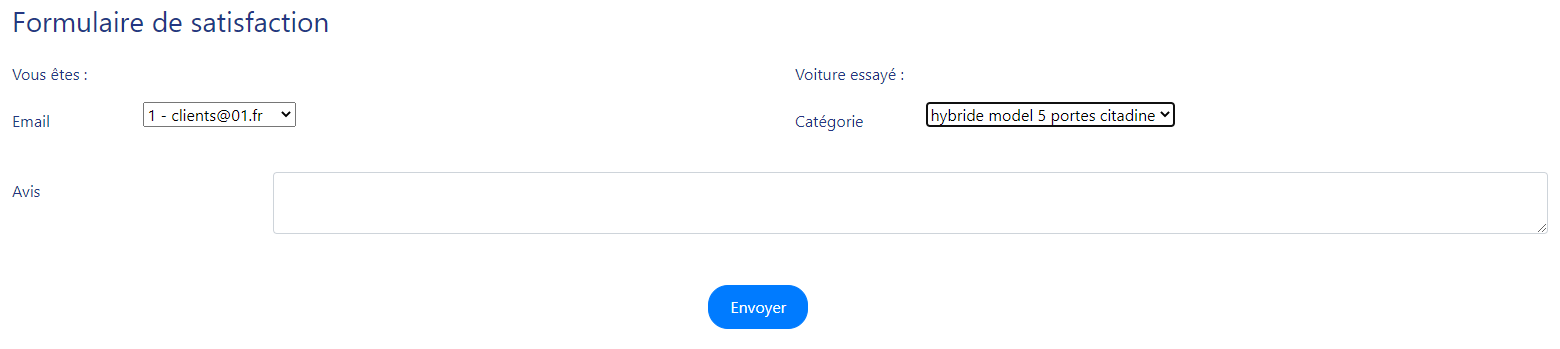 Formulaire de satisfaction
Vous êtes :
Voiture essayé :
Email
1 - clients@01.fr
Catégorie
hybride model 5 portes citadine
Avis
Envoyer